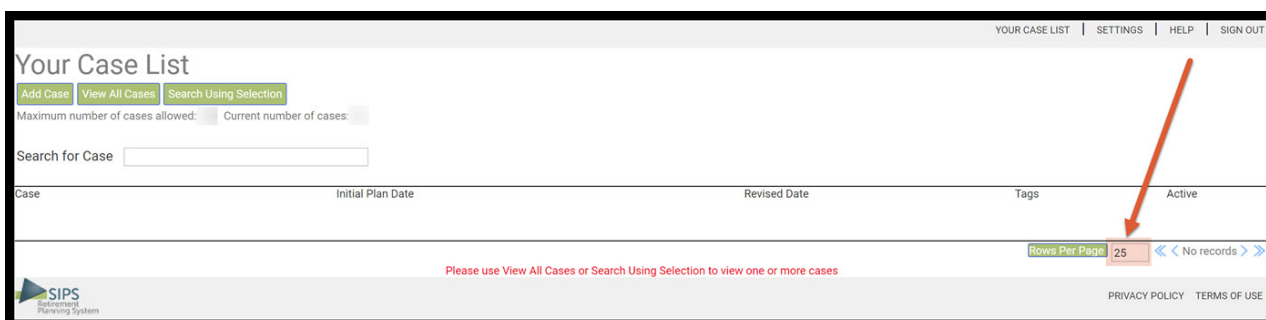 YOUR CASE LIST | SETTINGS | HELP | SIGN OUT
Your Case List
Add Case View All Cases Search Using Selection
Maximum number of cases allowed: Current number of cases:
Search for Case
Case Initial Plan Date Revised Date Tags Active
Rows Per Page 25 No records
Please use View All Cases or Search Using Selection to view one or more cases
SIPS
Retirement
Planning System
PRIVACY POLICY TERMS OF USE